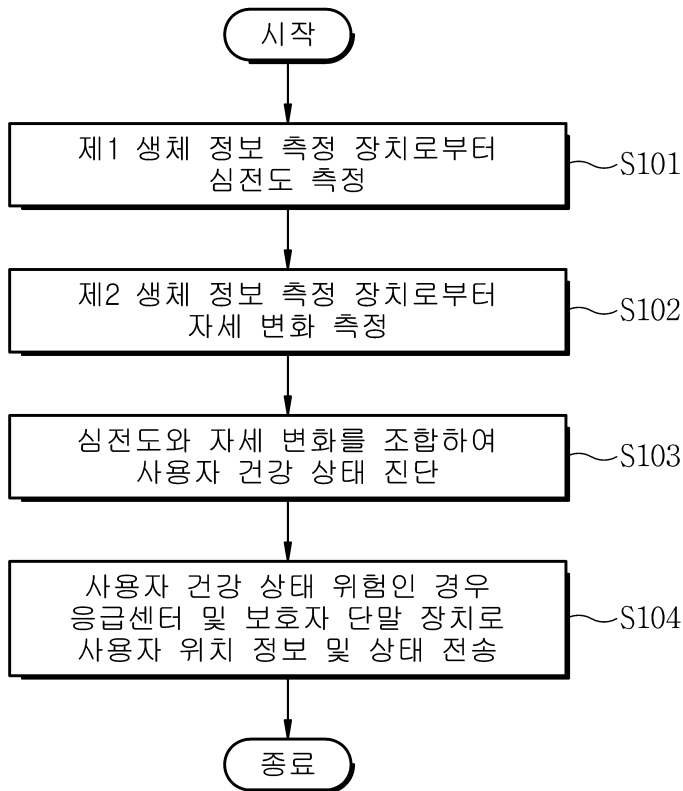 시작
제1 생체 정보 측정 장치로부터
심전도 측정
S101
제2 생체 정보 측정 장치로부터
자세 변화 측정
S102
심전도와 자세 변화를 조합하여
사용자 건강 상태 진단
S103
사용자 건강 상태 위험인 경우
응급센터 및 보호자 단말 장치로
사용자 위치 정보 및 상태 전송
S104
종료